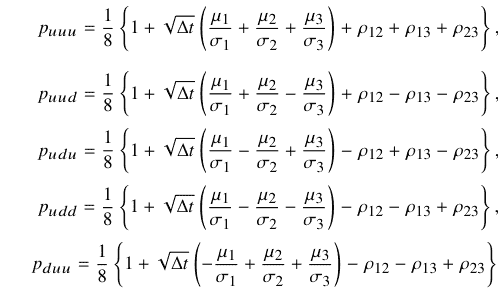 p_{uuu} = \frac{1}{8} \left\{ 1 + \sqrt{\Delta t} \left( \frac{\mu_1}{\sigma_1} + \frac{\mu_2}{\sigma_2} + \frac{\mu_3}{\sigma_3} \right) + \rho_{12} + \rho_{13} + \rho_{23} \right\},
p_{uud} = \frac{1}{8} \left\{ 1 + \sqrt{\Delta t} \left( \frac{\mu_1}{\sigma_1} + \frac{\mu_2}{\sigma_2} - \frac{\mu_3}{\sigma_3} \right) + \rho_{12} - \rho_{13} - \rho_{23} \right\},
p_{udu} = \frac{1}{8} \left\{ 1 + \sqrt{\Delta t} \left( \frac{\mu_1}{\sigma_1} - \frac{\mu_2}{\sigma_2} + \frac{\mu_3}{\sigma_3} \right) - \rho_{12} + \rho_{13} - \rho_{23} \right\},
p_{udd} = \frac{1}{8} \left\{ 1 + \sqrt{\Delta t} \left( \frac{\mu_1}{\sigma_1} - \frac{\mu_2}{\sigma_2} - \frac{\mu_3}{\sigma_3} \right) - \rho_{12} - \rho_{13} + \rho_{23} \right\},
p_{duu} = \frac{1}{8} \left\{ 1 + \sqrt{\Delta t} \left( -\frac{\mu_1}{\sigma_1} + \frac{\mu_2}{\sigma_2} + \frac{\mu_3}{\sigma_3} \right) - \rho_{12} - \rho_{13} + \rho_{23} \right\}